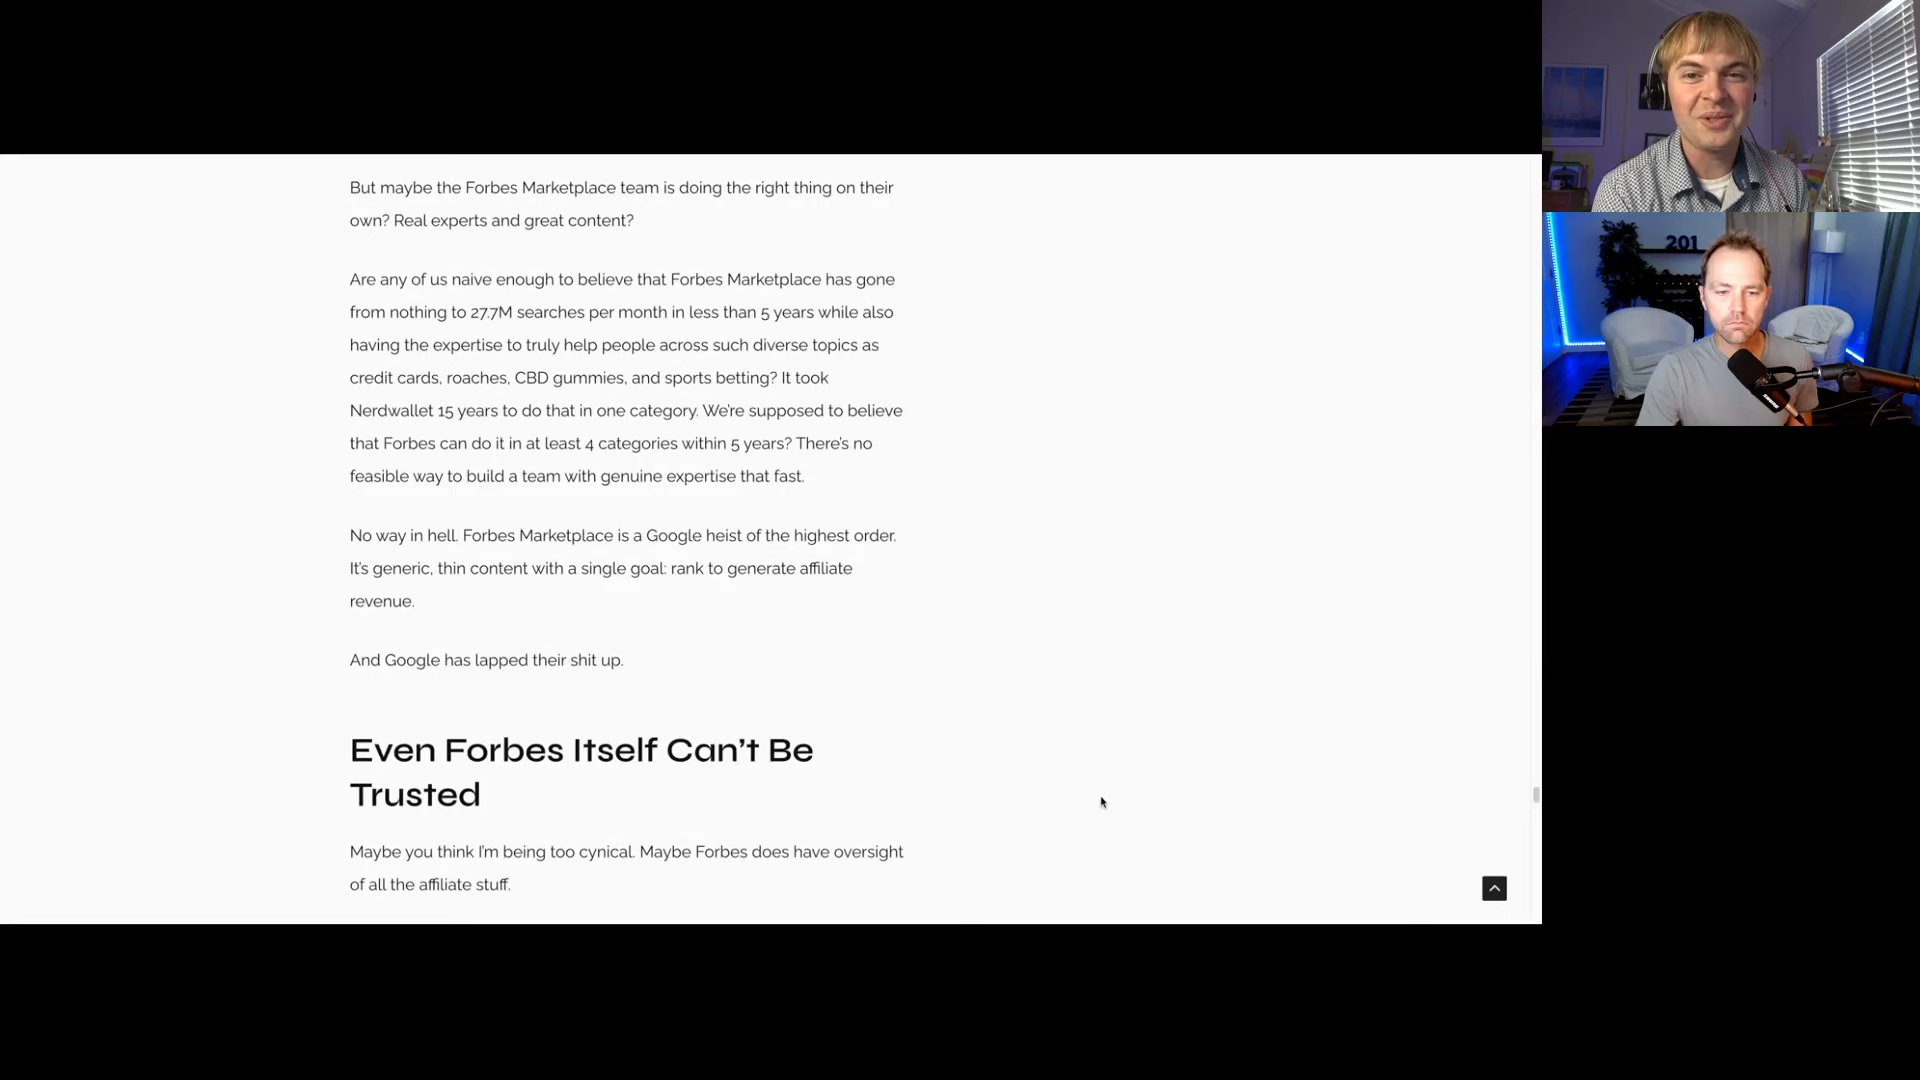 But maybe the Forbes Marketplace team is doing the right thing on their
own? Real experts and great content?
Are any of us naive enough to believe that Forbes Marketplace has gone
from nothing to 27.7M searches per month in less than 5 years while also
having the expertise to truly help people across such diverse topics as
credit cards, roaches, CBD gummies, and sports betting? It took
Nerdwallet 15 years to do that in one category. We're supposed to believe
that Forbes can do it in at least 4 categories within 5 years? There's no
feasible way to build a team with genuine expertise that fast.
No way in hell. Forbes Marketplace is a Google heist of the highest order.
It's generic, thin content with a single goal: rank to generate affiliate
revenue.
And Google has lapped their shit up.
Even Forbes Itself Can't Be
Trusted
Maybe you think I'm being too cynical. Maybe Forbes does have oversight
of all the affiliate stuff.
201